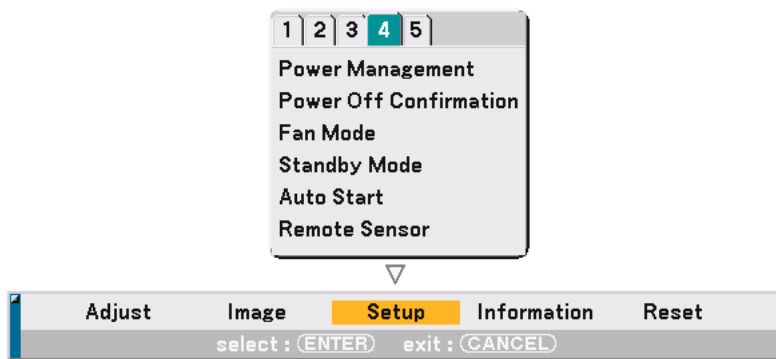 1 2 3 4 5
Power Management
Power Off Confirmation
Fan Mode
Standby Mode
Auto Start
Remote Sensor
Adjust Image Setup Information Reset
select : ENTER exit : CANCEL